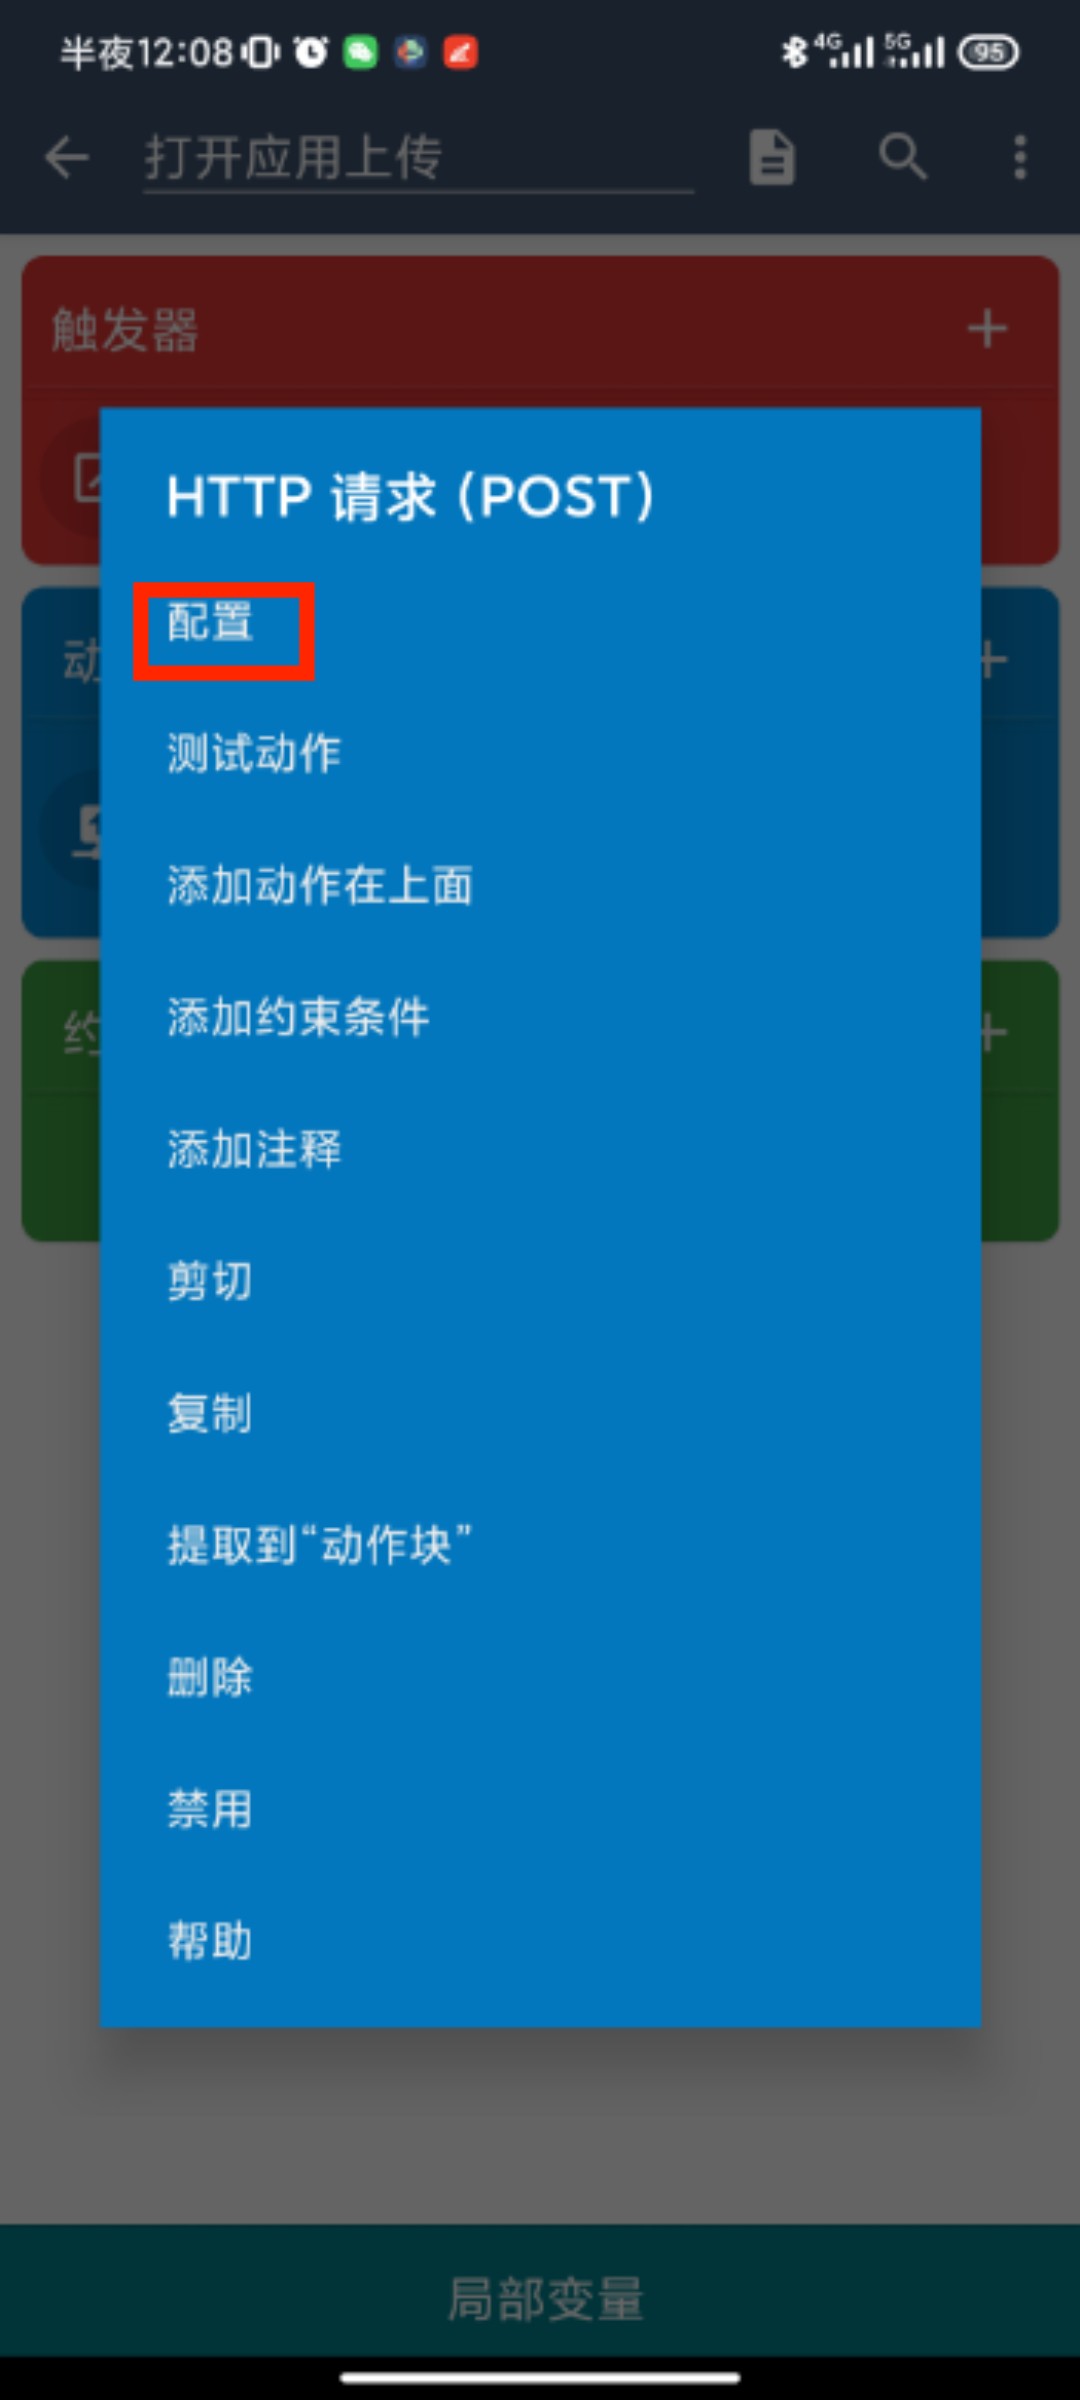 半夜12:08 4G 5G 95
打开应用上传
触发器
HTTP 请求 (POST)
配置
动
测试动作
添加动作在上面
约
添加约束条件
添加注释
剪切
复制
提取到“动作块”
删除
禁用
帮助
局部变量